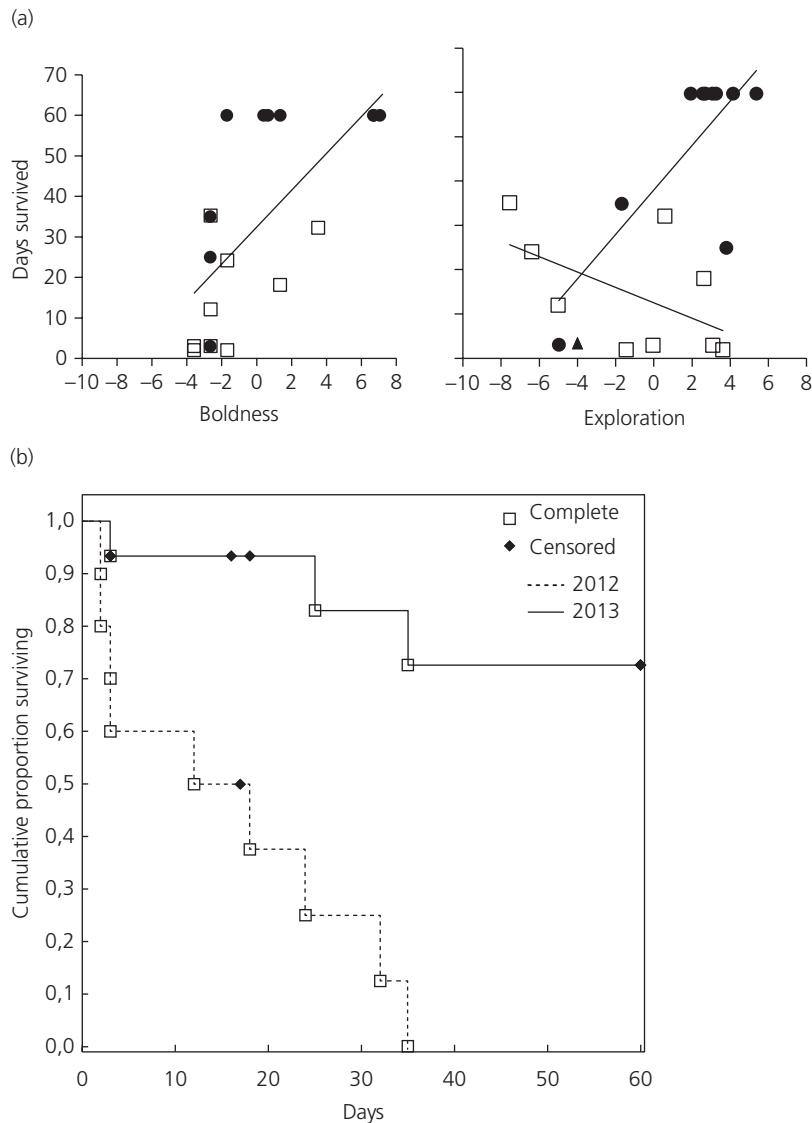 (a)
70
60
50
40
30
20
10
0
Days survived
−10 −8 −6 −4 −2 0 2 4 6 8
Boldness
−10 −8 −6 −4 −2 0 2 4 6 8
Exploration
(b)
1,0
0,9
0,8
0,7
0,6
0,5
0,4
0,3
0,2
0,1
0,0
Cumulative proportion surviving
Complete
Censored
2012
2013
0 10 20 30 40 50 60
Days